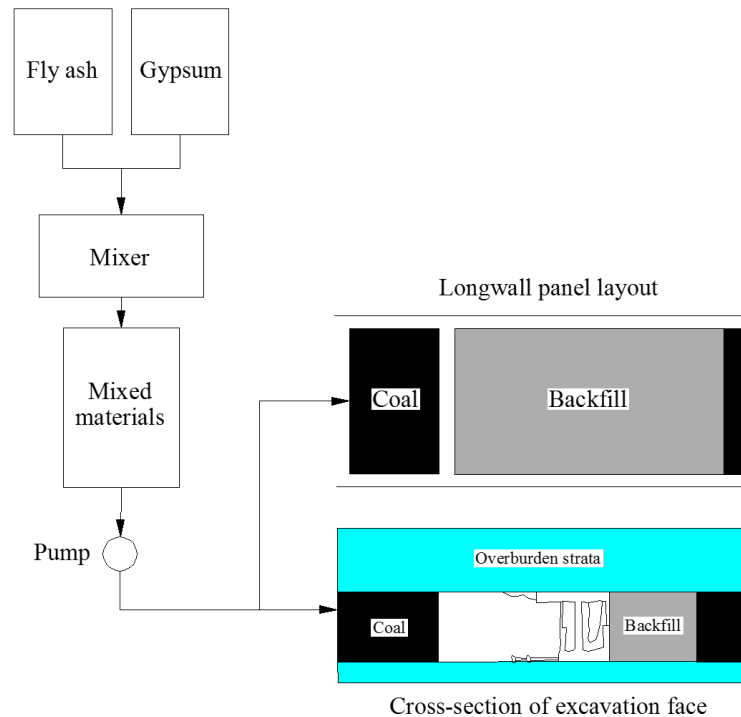 Fly ash
Gypsum
Mixer
Mixed
materials
Pump
Longwall panel layout
Coal
Backfill
Overburden strata
Coal
Backfill
Cross-section of excavation face